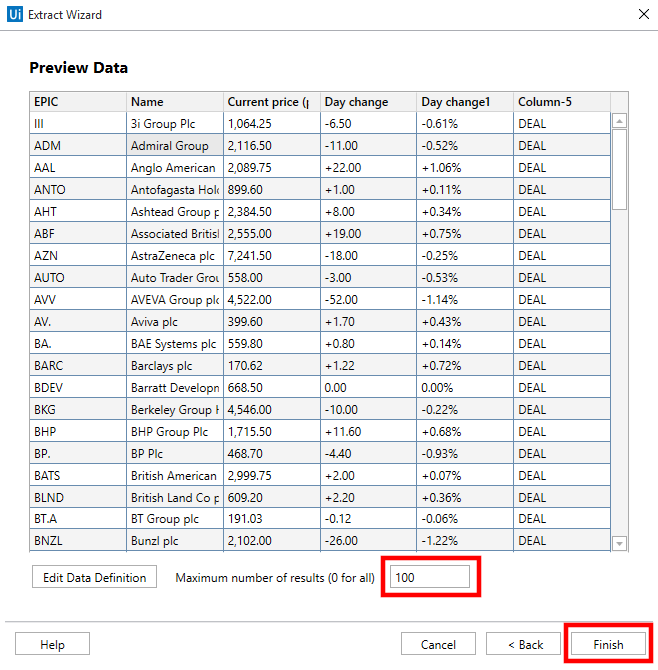 Ui Extract Wizard
Preview Data
EPIC Name Current price (p Day change Day change1 Column-5
III 3i Group Plc 1,064.25 -6.50 -0.61% DEAL
ADM Admiral Group 2,116.50 -11.00 -0.52% DEAL
AAL Anglo American 2,089.75 +22.00 +1.06% DEAL
ANTO Antofagasta Hol 899.60 +1.00 +0.11% DEAL
AHT Ashtead Group p 2,384.50 +8.00 +0.34% DEAL
ABF Associated Britis 2,555.00 +19.00 +0.75% DEAL
AZN AstraZeneca plc 7,241.50 -18.00 -0.25% DEAL
AUTO Auto Trader Grou 558.00 -3.00 -0.53% DEAL
AVV AVEVA Group plc 4,522.00 -52.00 -1.14% DEAL
AV. Aviva plc 399.60 +1.70 +0.43% DEAL
BA. BAE Systems plc 559.80 +0.80 +0.14% DEAL
BARC Barclays plc 170.62 +1.22 +0.72% DEAL
BDEV Barratt Developn 668.50 0.00 0.00% DEAL
BKG Berkeley Group H 4,546.00 -10.00 -0.22% DEAL
BHP BHP Group Plc 1,715.50 +11.60 +0.68% DEAL
BP. BP Plc 468.70 -4.40 -0.93% DEAL
BATS British American 2,999.75 +2.00 +0.07% DEAL
BLND British Land Co p 609.20 +2.20 +0.36% DEAL
BT.A BT Group plc 191.03 -0.12 -0.06% DEAL
BNZL Bunzl plc 2,102.00 -26.00 -1.22% DEAL
Edit Data Definition Maximum number of results (0 for all) 100
Help Cancel < Back Finish